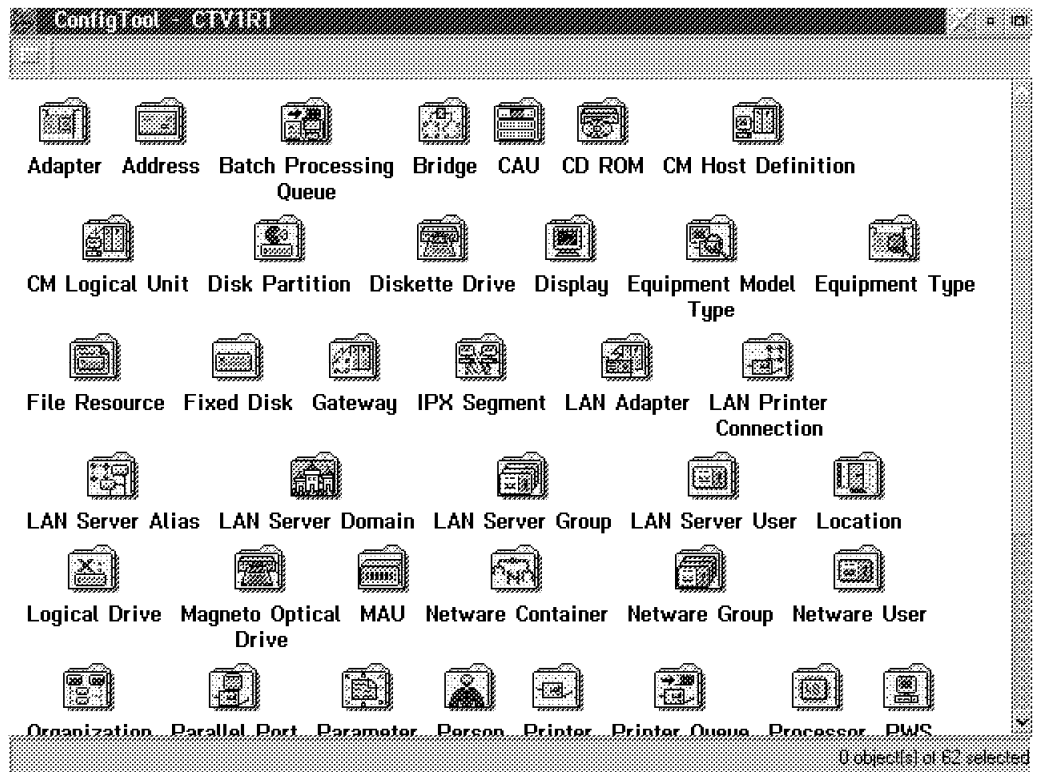 ConfigTool - CTV1R1
Adapter Address Batch Processing Queue Bridge CAU CD ROM CM Host Definition
CM Logical Unit Disk Partition Diskette Drive Display Equipment Model Type Equipment Type
File Resource Fixed Disk Gateway IPX Segment LAN Adapter LAN Printer Connection
LAN Server Alias LAN Server Domain LAN Server Group LAN Server User Location
X:
Logical Drive Magneto Optical Drive MAU Netware Container Netware Group Netware User
Organization Parallel Port Parameter Person Printer Printer Queue Processor PWS
0 object(s) of 62 selected